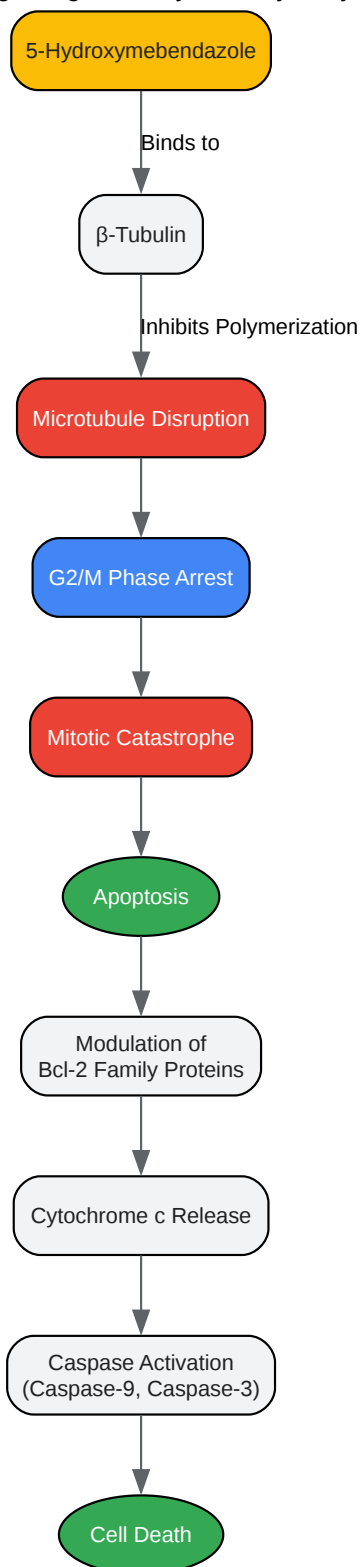 5-Hydroxymebendazole
Binds to
β-Tubulin
Inhibits Polymerization
Microtubule Disruption
G2/M Phase Arrest
Mitotic Catastrophe
Apoptosis
Modulation of
Bcl-2 Family Proteins
Cytochrome c Release
Caspase Activation
(Caspase-9, Caspase-3)
Cell Death